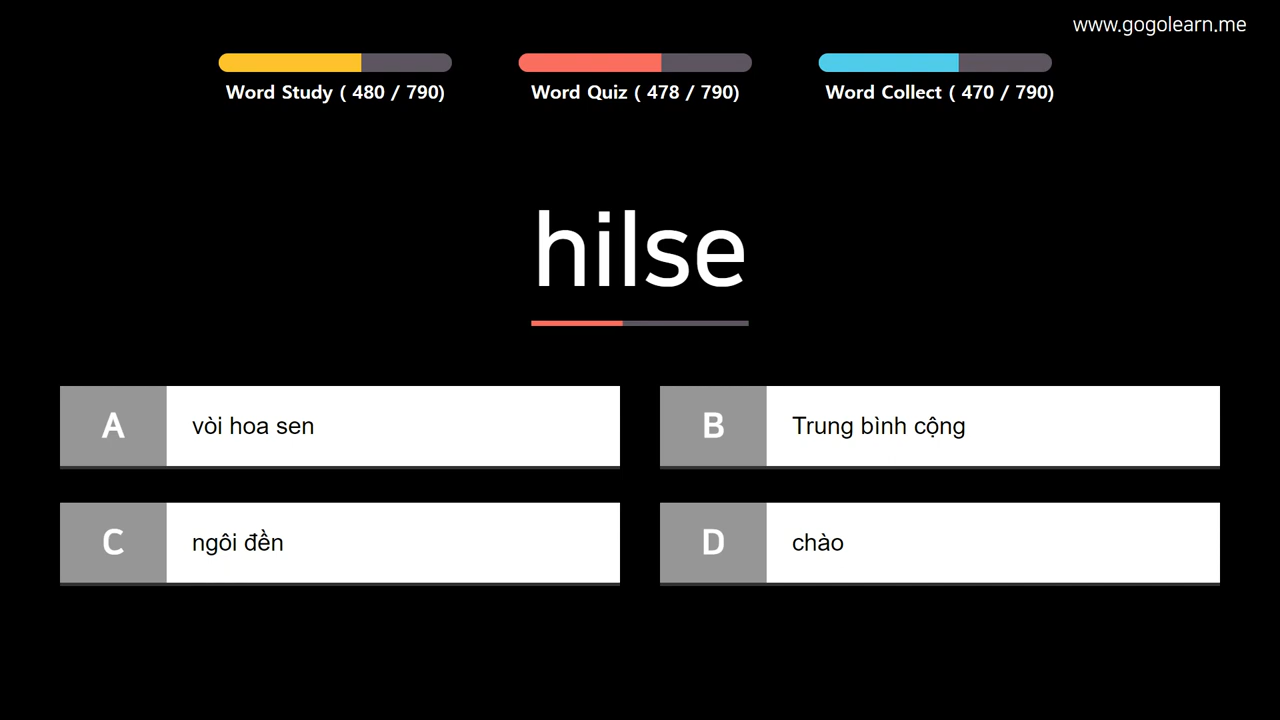 www.gogolearn.me
Word Study ( 480 / 790)
Word Quiz ( 478 / 790)
Word Collect ( 470 / 790)
hilse
A vòi hoa sen
B Trung bình cộng
C ngôi đền
D chào